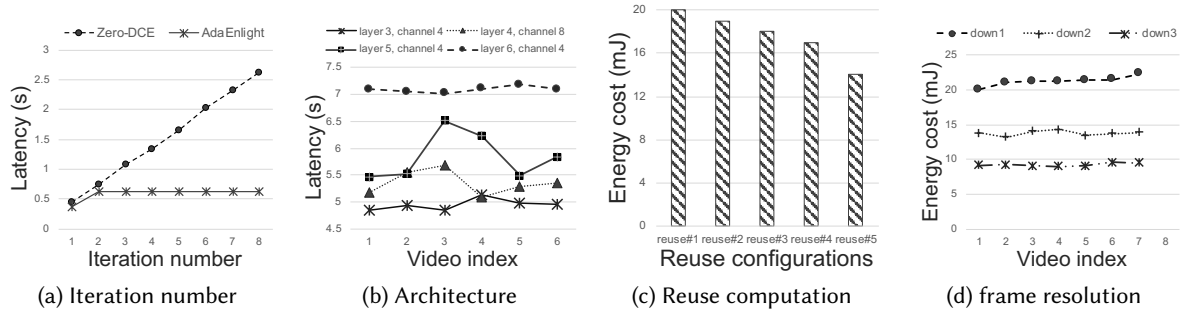 Zero-DCE AdaEnlight
3
2.5
2
1.5
1
0.5
0
1 2 3 4 5 6 7 8
Latency (s)
Iteration number
(a) Iteration number
layer 3, channel 4 layer 4, channel 8
layer 5, channel 4 layer 6, channel 4
7.5
7
6.5
6
5.5
5
4.5
1 2 3 4 5 6
Latency (s)
Video index
(b) Architecture
20
16
12
8
4
0
reuse#1 reuse#2 reuse#3 reuse#4 reuse#5
Energy cost (mJ)
Reuse configurations
(c) Reuse computation
down1 down2 down3
25
20
15
10
5
0
1 2 3 4 5 6 7 8
Energy cost (mJ)
Video index
(d) frame resolution